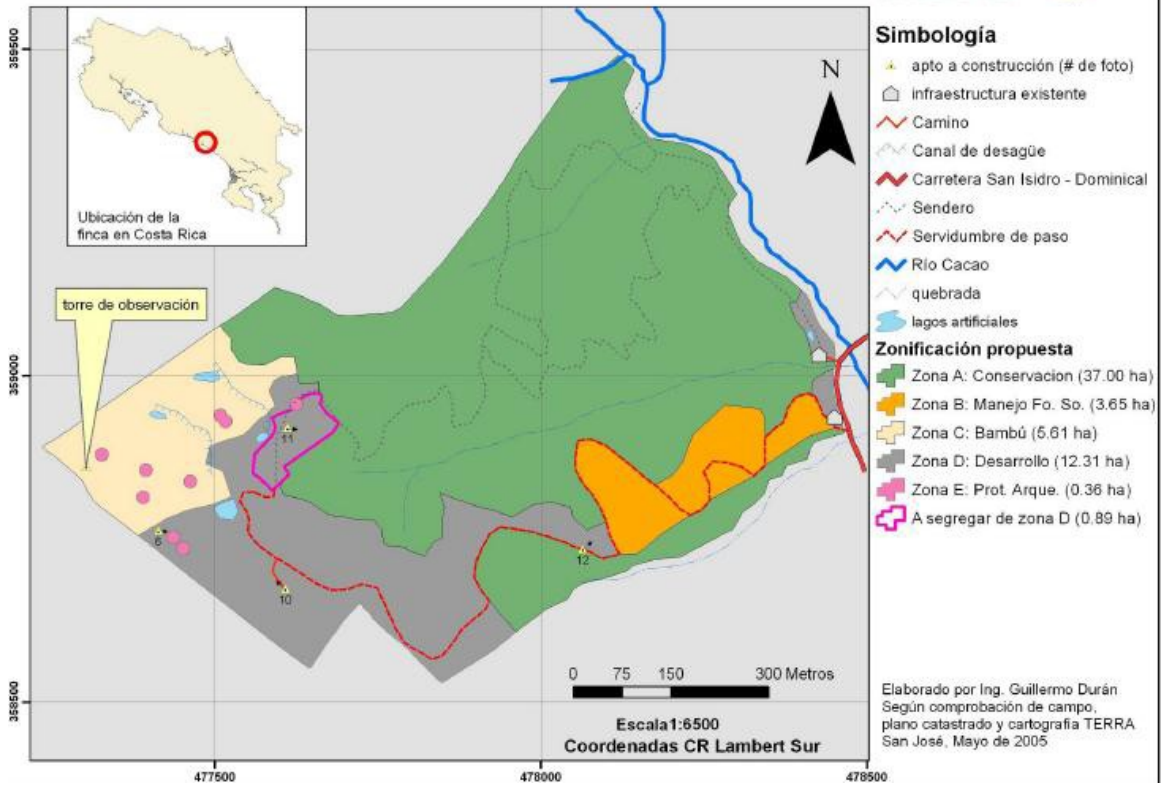 Ubicación de la
finca en Costa Rica
torre de observación
N
11
6
10
12
0 75 150 300 Metros
Escala1:6500
Coordenadas CR Lambert Sur
359500
359000
358500
477500
478000
478500
Simbología
apto a construcción (# de foto)
infraestructura existente
Camino
Canal de desagüe
Carretera San Isidro - Dominical
Sendero
Servidumbre de paso
Río Cacao
quebrada
lagos artificiales
Zonificación propuesta
Zona A: Conservacion (37.00 ha)
Zona B: Manejo Fo. So. (3.65 ha)
Zona C: Bambú (5.61 ha)
Zona D: Desarrollo (12.31 ha)
Zona E: Prot. Arque. (0.36 ha)
A segregar de zona D (0.89 ha)
Elaborado por Ing. Guillermo Durán
Según comprobación de campo,
plano catastrado y cartografía TERRA
San José, Mayo de 2005